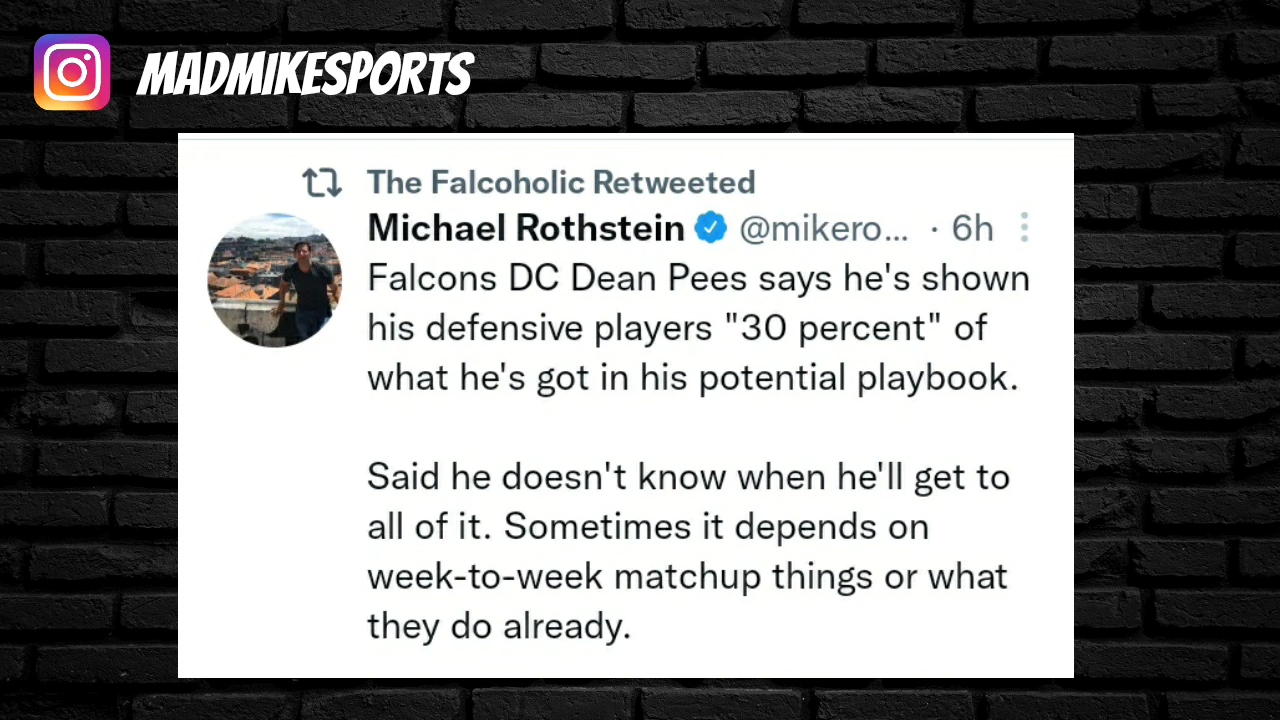 MADMIKESPORTS
The Falcoholic Retweeted
Michael Rothstein @mikero... · 6h
Falcons DC Dean Pees says he's shown
his defensive players "30 percent" of
what he's got in his potential playbook.
Said he doesn't know when he'll get to
all of it. Sometimes it depends on
week-to-week matchup things or what
they do already.